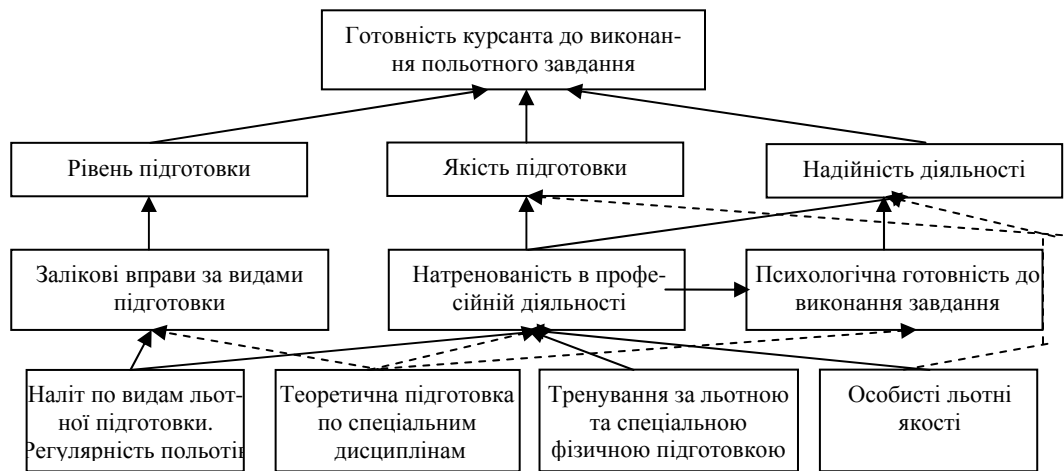 Готовність курсанта до виконан-
ня польотного завдання
Рівень підготовки
Якість підготовки
Надійність діяльності
Залікові вправи за видами
підготовки
Натренованість в профе-
сійній діяльності
Психологічна готовність до
виконання завдання
Наліт по видам льот-
ної підготовки.
Регулярність польотів
Теоретична підготовка
по спеціальним
дисциплінам
Тренування за льотною
та спеціальною
фізичною підготовкою
Особисті льотні
якості